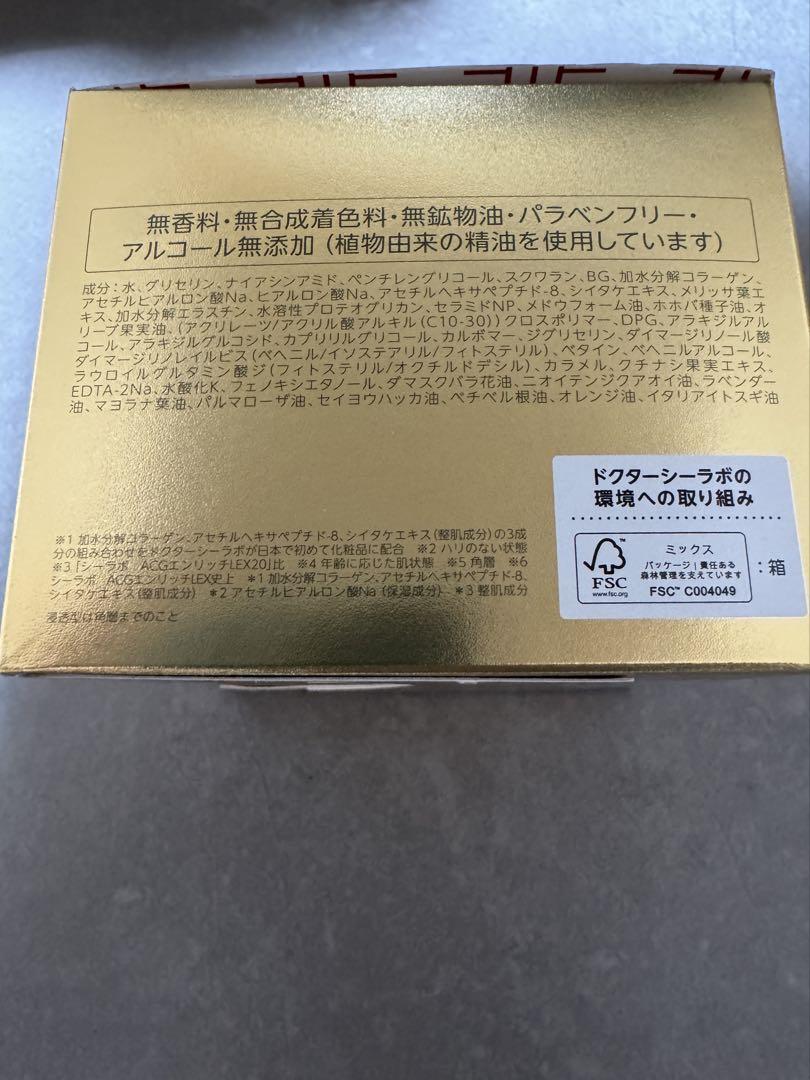 無香料・無合成着色料・無鉱物油・パラベンフリー・
アルコール無添加（植物由来の精油を使用しています）
成分：水、グリセリン、ナイアシンアミド、ペンチレングリコール、スクワラン、BG、加水分解コラーゲン、
アセチルヒアルロン酸Na、ヒアルロン酸Na、アセチルヘキサペプチド-8、シイタケエキス、メリッサ葉エ
キス、加水分解エラスチン、水溶性プロテオグリカン、セラミドNP、メドウフォーム油、ホホバ種子油、オ
リーブ果実油、（アクリレーツ/アクリル酸アルキル（C10-30））クロスポリマー、DPG、アラキジルアル
コール、アラキジルグルコシド、カプリリルグリコール、カルボマー、ジグリセリン、ダイマージリノール酸
ダイマージリノレイルビス（ベヘニル/イソステアリル/フィトステリル）、ベタイン、ベヘニルアルコール、
ラウロイルグルタミン酸ジ（フィトステリル/オクチルドデシル）、カラメル、クチナシ果実エキス、
EDTA-2Na、水酸化K、フェノキシエタノール、ダマスクバラ花油、ニオイテンジクアオイ油、ラベンダー
油、マヨラナ葉油、パルマローザ油、セイヨウハッカ油、ベチベル根油、オレンジ油、イタリアイトスギ油
※1 加水分解コラーゲン、アセチルヘキサペプチド-8、シイタケエキス（整肌成分）の3成
分の組み合わせをドクターシーラボが日本で初めて化粧品に配合 ※2 ハリのない状態
※3「シーラボ ACGエンリッチLEX20」比 ※4 年齢に応じた肌状態 ※5 角層 ※6
シーラボ ACGエンリッチLEX史上 ＊1 加水分解コラーゲン、アセチルヘキサペプチド-8、
シイタケエキス（整肌成分） ＊2 アセチルヒアルロン酸Na（保湿成分） ＊3 整肌成分
浸透型は角層までのこと
ドクターシーラボの
環境への取り組み
FSC
www.fsc.org
ミックス
パッケージ｜責任ある
森林管理を支えています
FSC™ C004049
：箱